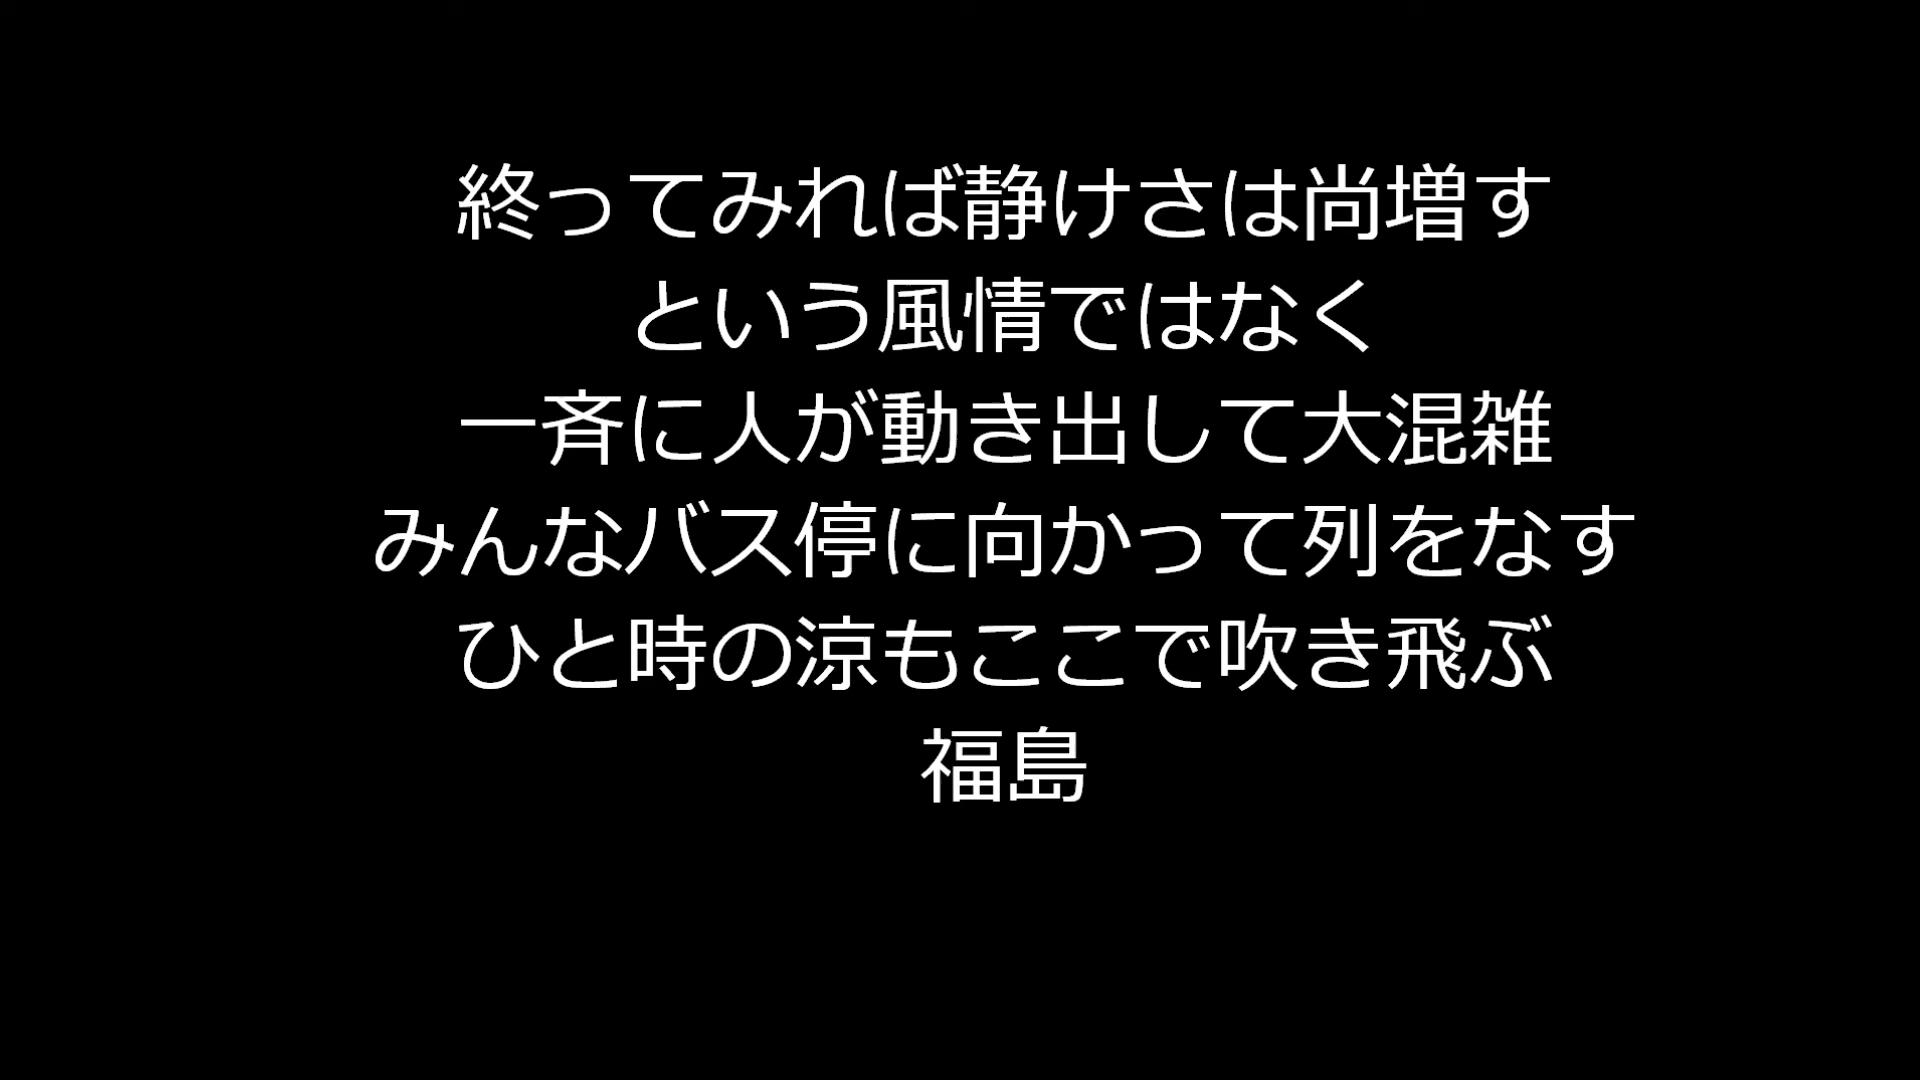 終ってみれば静けさは尚増す
という風情ではなく
一斉に人が動き出して大混雑
みんなバス停に向かって列をなす
ひと時の涼もここで吹き飛ぶ
福島